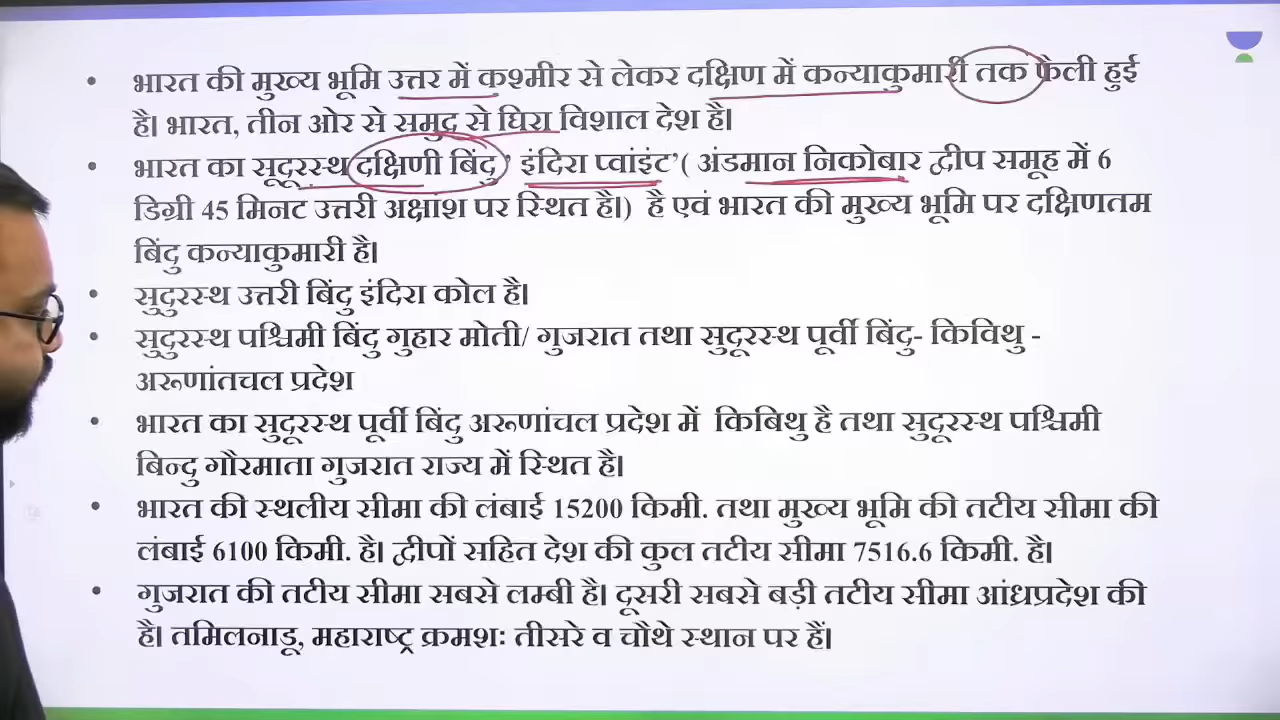 भारत की मुख्य भूमि उत्तर में कश्मीर से लेकर दक्षिण में कन्याकुमारी तक फैली हुई
है। भारत, तीन ओर से समुद्र से घिरा विशाल देश है।
भारत का सूदूरस्थ दक्षिणी बिंदु ' इंदिरा प्वांइंट'( अंडमान निकोबार द्वीप समूह में 6
डिग्री 45 मिनट उत्तरी अक्षांश पर स्थित है।) है एवं भारत की मुख्य भूमि पर दक्षिणतम
बिंदु कन्याकुमारी है।
सुदुरस्थ उत्तरी बिंदु इंदिरा कोल है।
सुदुरस्थ पश्चिमी बिंदु गुहार मोती/ गुजरात तथा सुदूरस्थ पूर्वी बिंदु- किविथु -
अरूणांतचल प्रदेश
भारत का सुदूरस्थ पूर्वी बिंदु अरूणांचल प्रदेश में किबिथु है तथा सुदूरस्थ पश्चिमी
बिन्दु गौरमाता गुजरात राज्य में स्थित है।
भारत की स्थलीय सीमा की लंबाई 15200 किमी. तथा मुख्य भूमि की तटीय सीमा की
लंबाई 6100 किमी. है। द्वीपों सहित देश की कुल तटीय सीमा 7516.6 किमी. है।
गुजरात की तटीय सीमा सबसे लम्बी है। दूसरी सबसे बड़ी तटीय सीमा आंध्रप्रदेश की
है। तमिलनाडू, महाराष्ट्र क्रमशः तीसरे व चौथे स्थान पर हैं।